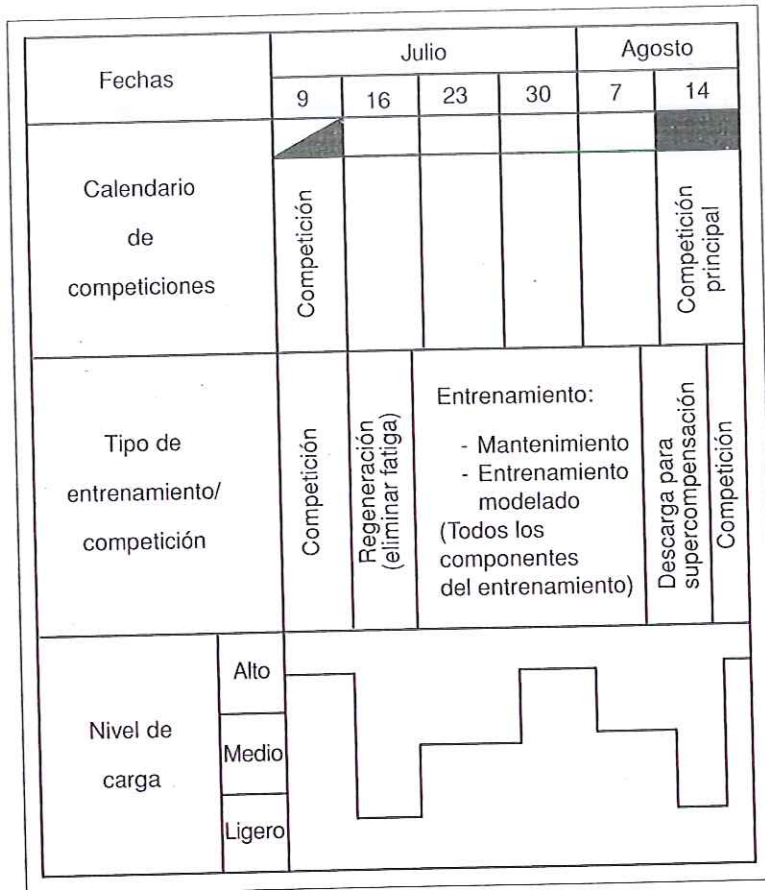 Fechas
Julio
Agosto
9
16
23
30
7
14
Calendario
de
competiciones
Competición
Competición
principal
Tipo de
entrenamiento/
competición
Competición
Regeneración
(eliminar fatiga)
Entrenamiento:
- Mantenimiento
- Entrenamiento
modelado
(Todos los
componentes
del entrenamiento)
Descarga para
supercompensación
Competición
Nivel de
carga
Alto
Medio
Ligero